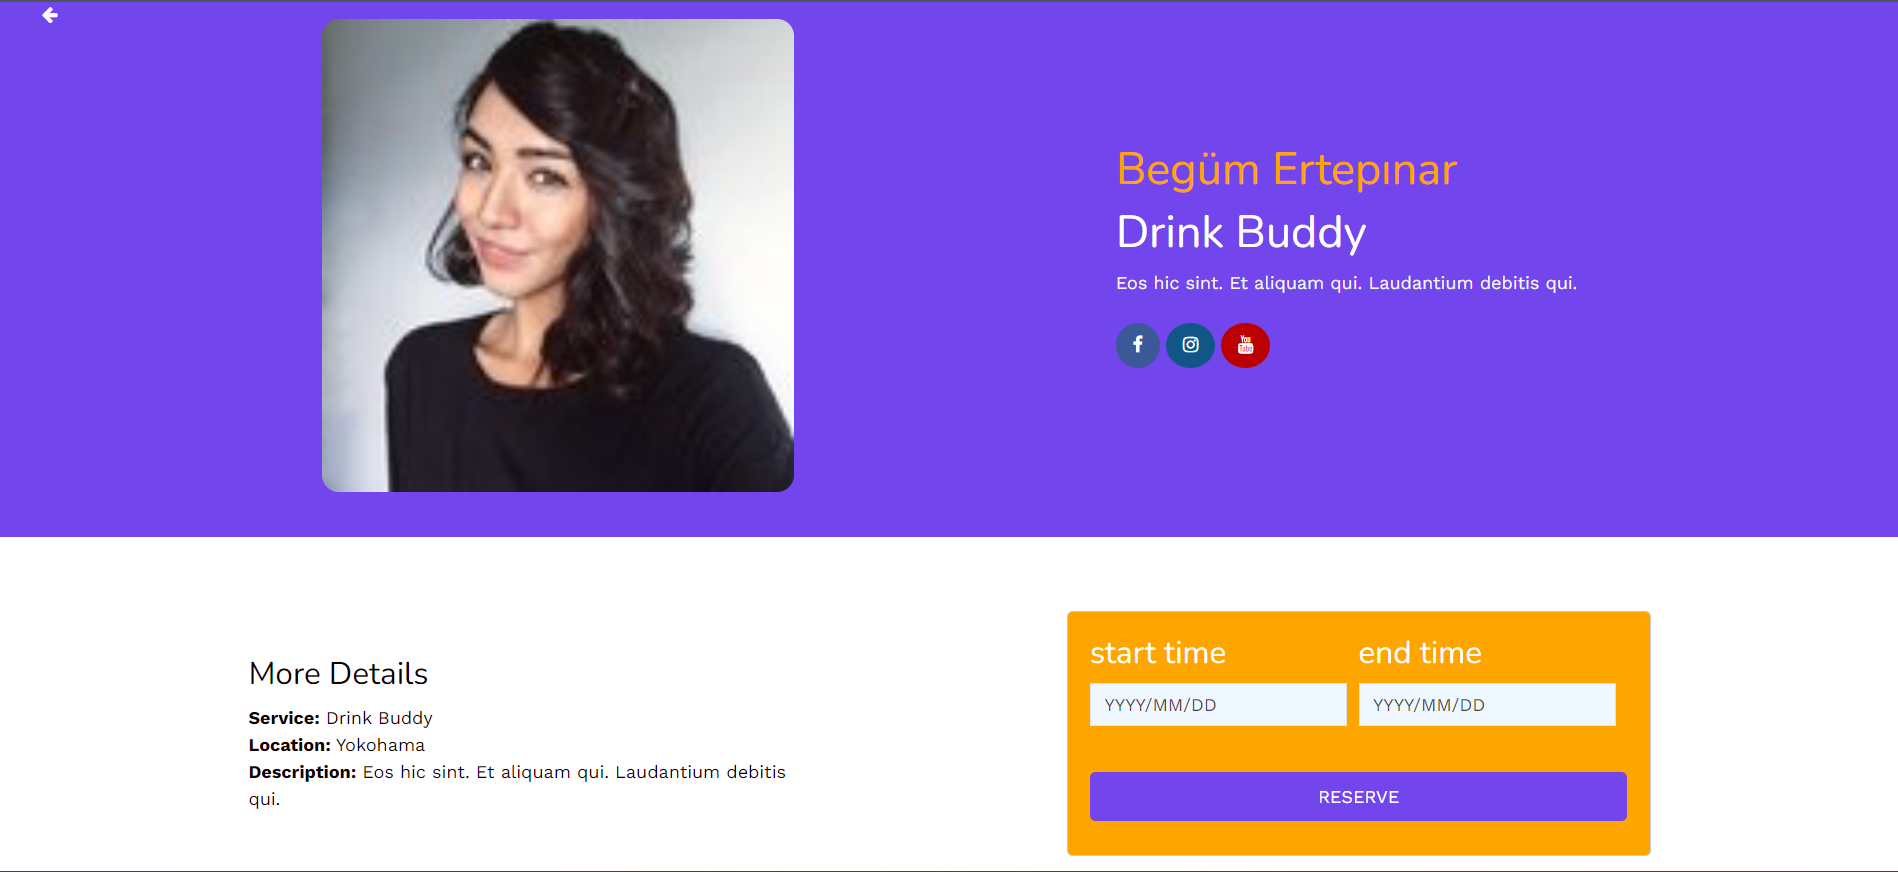 Begüm Ertepınar
Drink Buddy
Eos hic sint. Et aliquam qui. Laudantium debitis qui.
You
Tube
More Details
Service: Drink Buddy
Location: Yokohama
Description: Eos hic sint. Et aliquam qui. Laudantium debitis
qui.
start time
end time
YYYY/MM/DD
YYYY/MM/DD
RESERVE